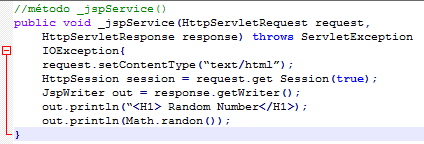 //método _jspService()
public void _jspService(HttpServletRequest request,
HttpServletResponse response) throws ServletException
IOException{
request.setContentType(“text/html”);
HttpSession session = request.get Session(true);
JspWriter out = response.getWriter();
out.println(“<H1> Random Number</H1>);
out.println(Math.randon());
}